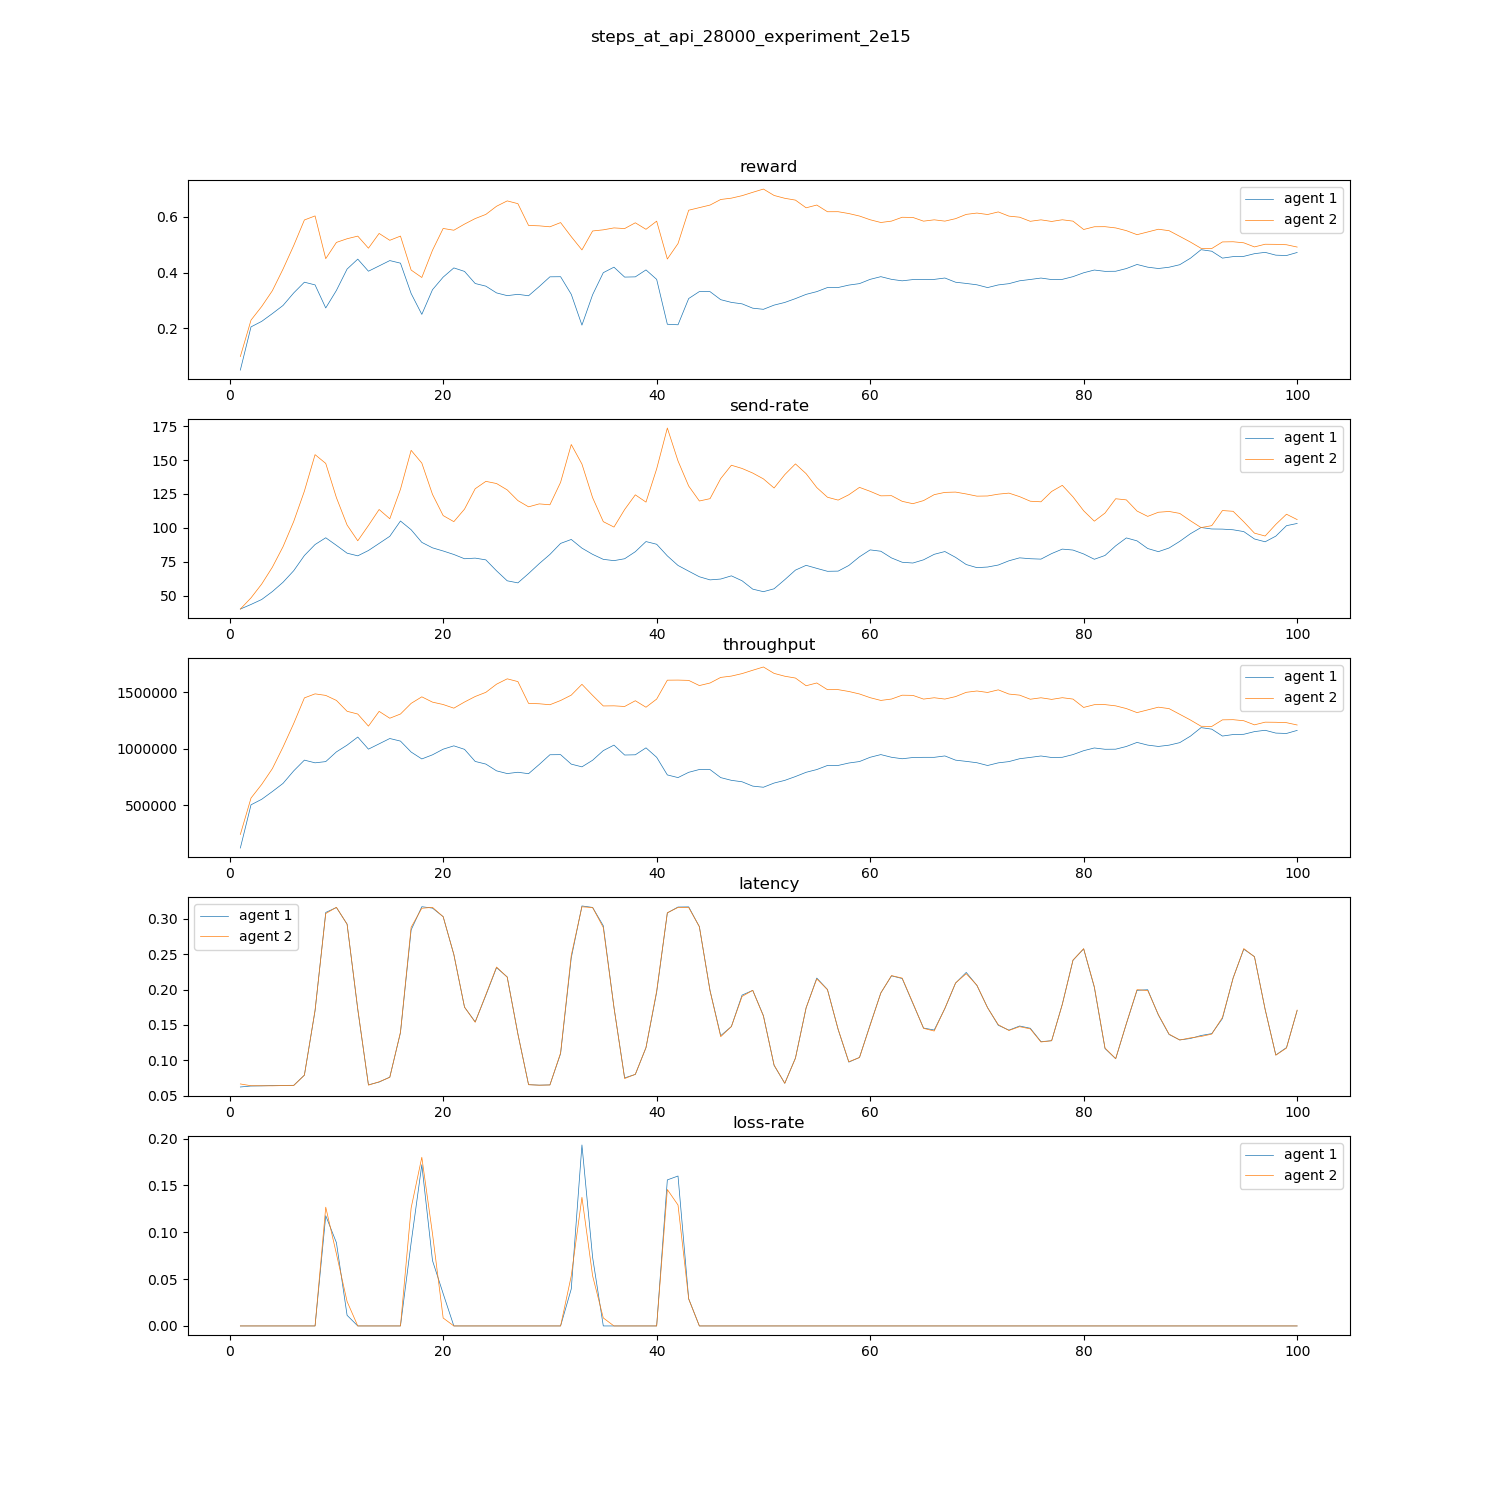 steps_at_api_28000_experiment_2e15
reward
0.6
0.4
0.2
agent 1
agent 2
0 20 40 60 80 100
send-rate
175
150
125
100
75
50
agent 1
agent 2
0 20 40 60 80 100
throughput
1500000
1000000
500000
agent 1
agent 2
0 20 40 60 80 100
latency
0.30
0.25
0.20
0.15
0.10
0.05
agent 1
agent 2
0 20 40 60 80 100
loss-rate
0.20
0.15
0.10
0.05
0.00
agent 1
agent 2
0 20 40 60 80 100